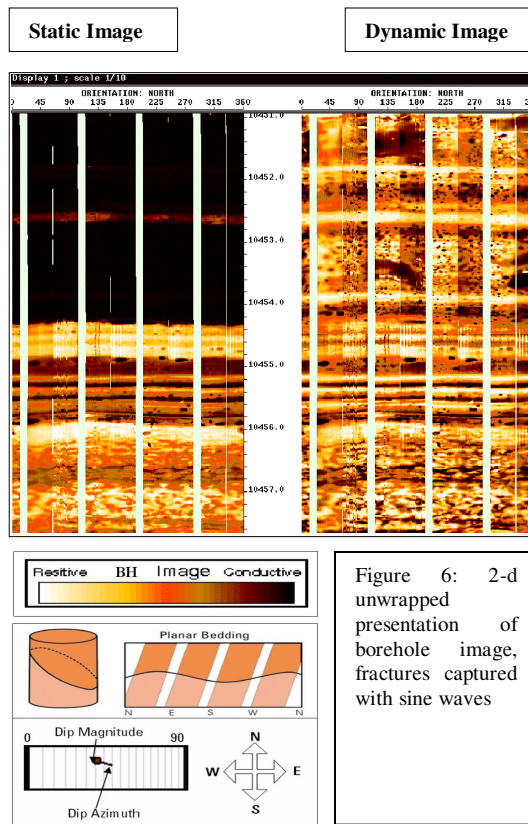 Static Image
Dynamic Image
Display 1 ; scale 1/10
ORIENTATION: NORTH
ORIENTATION: NORTH
0 45 90 135 180 225 270 315 360
0 45 90 135 180 225 270 315
10451.0
10452.0
10453.0
10454.0
10455.0
10456.0
10457.0
Resitive BH Image Conductive
Planar Bedding
N E S W N
0 90
Dip Magnitude
Dip Azimuth
N
W E
S
Figure 6: 2-d
unwrapped
presentation of
borehole image,
fractures captured
with sine waves